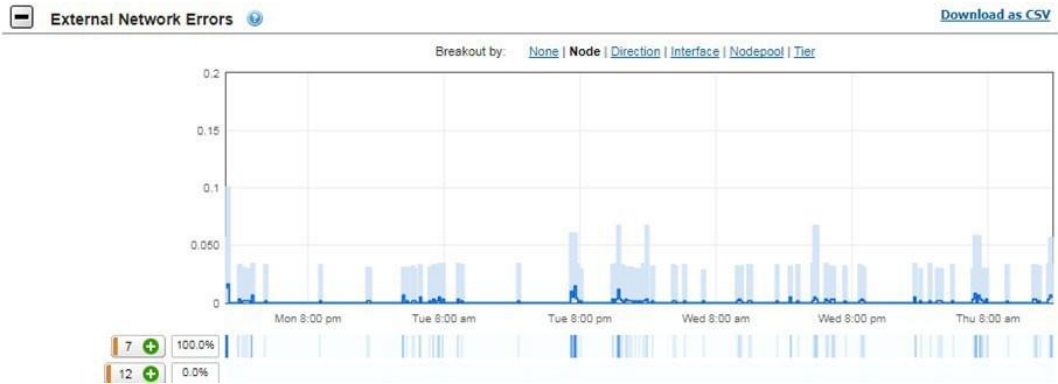 External Network Errors ?
Download as CSV
Breakout by: None | Node | Direction | Interface | Nodepool | Tier
0.2
0.15
0.1
0.050
0
Mon 8:00 pm Tue 8:00 am Tue 8:00 pm Wed 8:00 am Wed 8:00 pm Thu 8:00 am
7 100.0%
12 0.0%